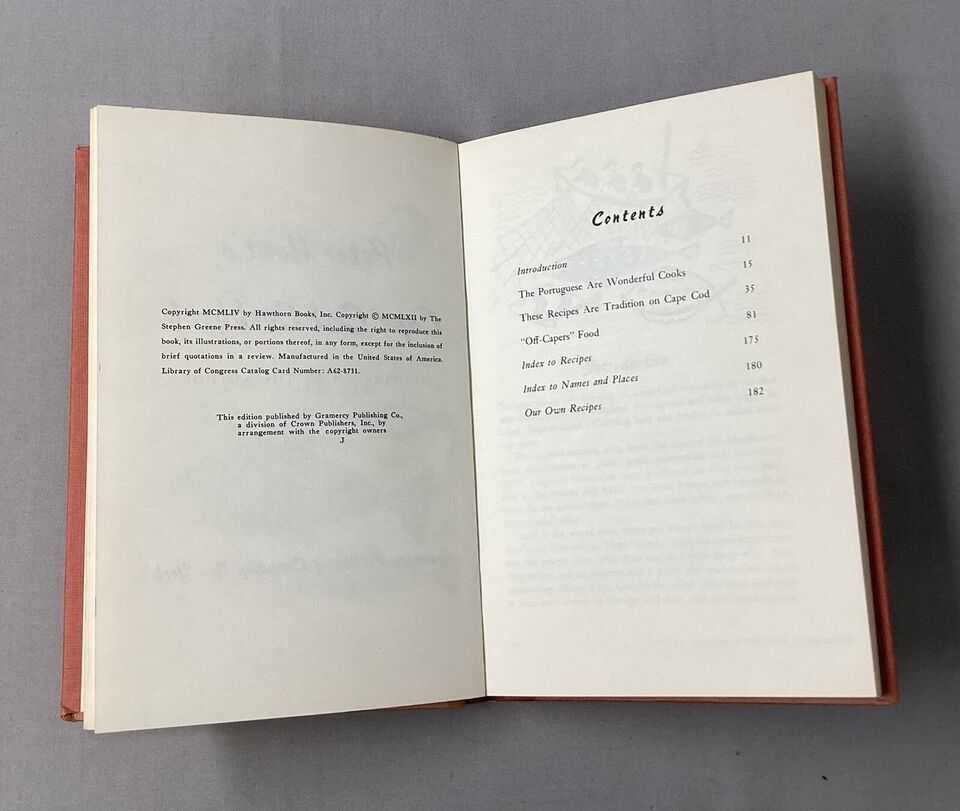 Copyright MCMLIV by Hawthorn Books, Inc. Copyright © MCMLXII by The
Stephen Greene Press. All rights reserved, including the right to reproduce this
book, its illustrations, or portions thereof, in any form, except for the inclusion of
brief quotations in a review. Manufactured in the United States of America.
Library of Congress Catalog Card Number: A62-8731.
This edition published by Gramercy Publishing Co.,
a division of Crown Publishers, Inc., by
arrangement with the copyright owners
J
Contents
Introduction 11
The Portuguese Are Wonderful Cooks 15
These Recipes Are Tradition on Cape Cod 35
"Off-Capers" Food 81
Index to Recipes 175
Index to Names and Places 180
Our Own Recipes 182